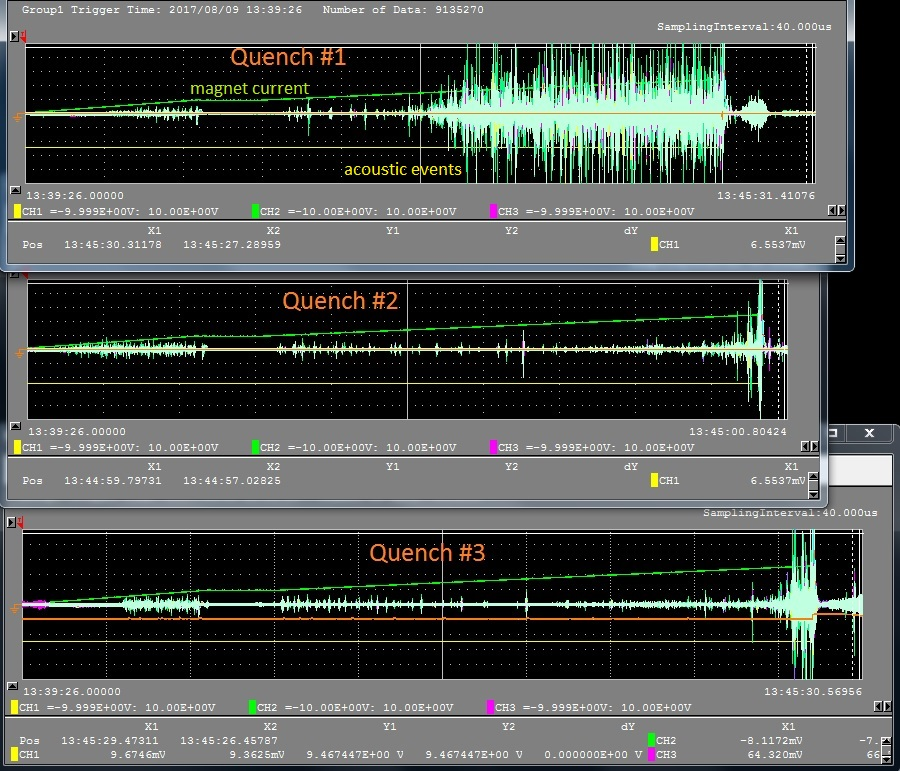 Group1 Trigger Time: 2017/08/09 13:39:26 Number of Data: 9135270
SamplingInterval:40.000us
Quench #1
magnet current
acoustic events
13:39:26.00000 13:45:31.41076
CH1 =-9.999E+00V: 10.00E+00V CH2 =-10.00E+00V: 10.00E+00V CH3 =-9.999E+00V: 10.00E+00V
X1 X2 Y1 Y2 dY X1
Pos 13:45:30.31178 13:45:27.28959 CH1 6.5537mV
Quench #2
13:39:26.00000 13:45:00.80424
CH1 =-9.999E+00V: 10.00E+00V CH2 =-10.00E+00V: 10.00E+00V CH3 =-9.999E+00V: 10.00E+00V
X1 X2 Y1 Y2 dY X1
Pos 13:44:59.79731 13:44:57.02825 CH1 6.5537mV
SamplingInterval:40.000us
Quench #3
13:39:26.00000 13:45:30.56956
CH1 =-9.999E+00V: 10.00E+00V CH2 =-10.00E+00V: 10.00E+00V CH3 =-9.999E+00V: 10.00E+00V
X1 X2 Y1 Y2 dY X1
Pos 13:45:29.47311 13:45:26.45787 CH2 -8.1172mV -7.
CH1 9.6746mV 9.3625mV 9.467447E+00 V 9.467447E+00 V 0.000000E+00 V CH3 64.320mV 66